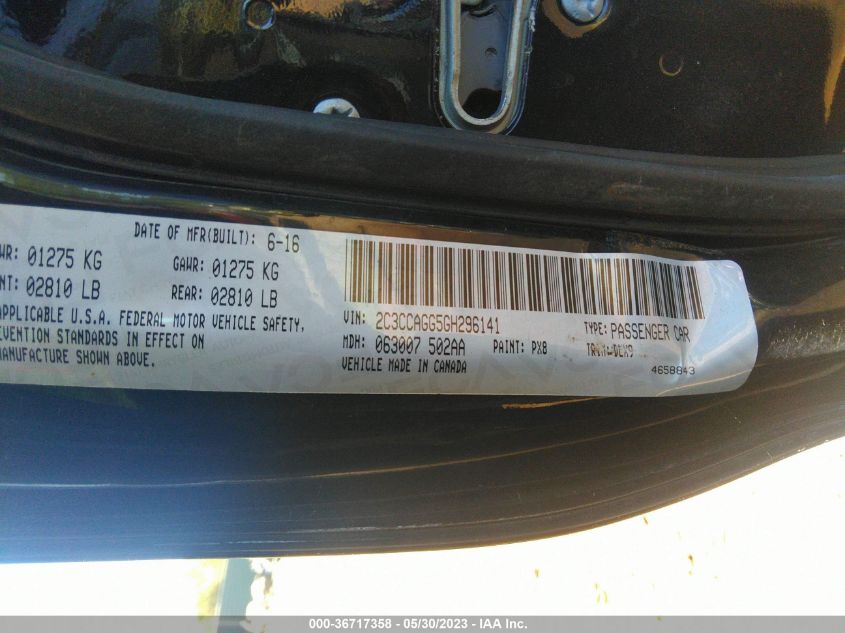 DATE OF MFR(BUILT): 6-16
WR: 01275 KG GAWR: 01275 KG
NT: 02810 LB REAR: 02810 LB
APPLICABLE U.S.A. FEDERAL MOTOR VEHICLE SAFETY,
EVENTION STANDARDS IN EFFECT ON
MANUFACTURE SHOWN ABOVE.
VIN: 2C3CCAGG5GH296141 TYPE: PASSENGER CAR
MDH: 063007 502AA PAINT: PX8
VEHICLE MADE IN CANADA 4658843
000-36717358 - 05/30/2023 - IAA Inc.